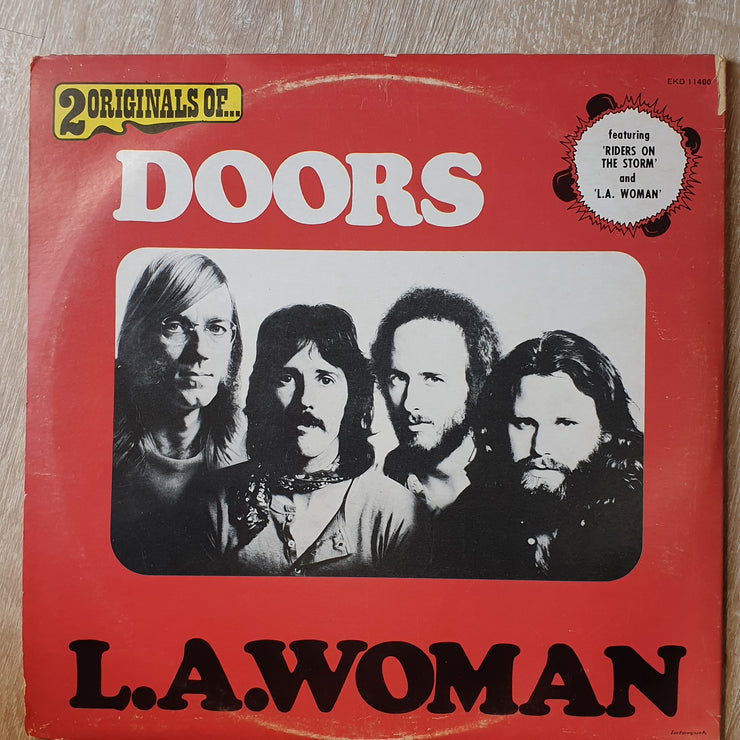 2 ORIGINALS OF...
EKD 11400
DOORS
featuring
'RIDERS ON
THE STORM'
and
'L.A. WOMAN'
L.A.WOMAN